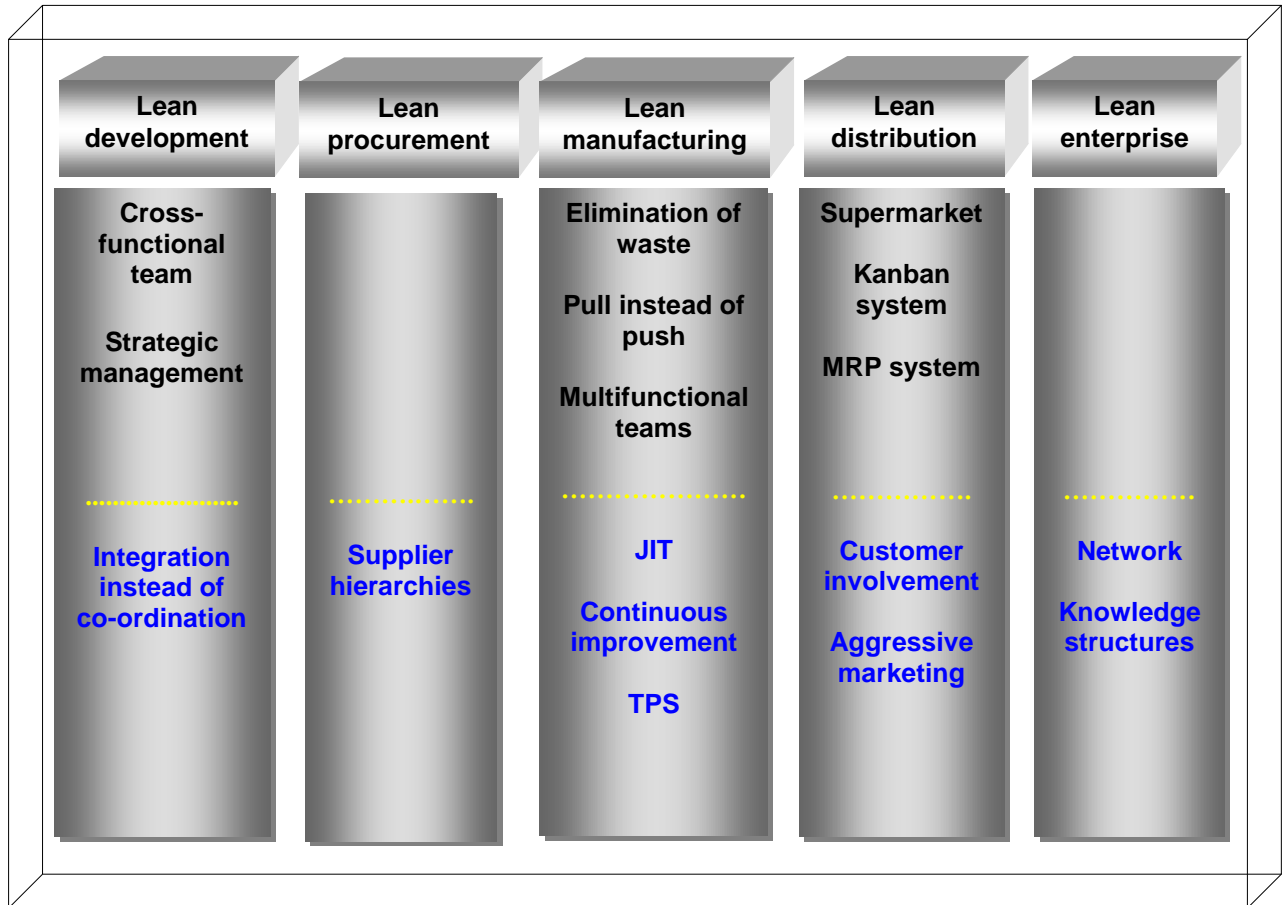 Lean
development
Lean
procurement
Lean
manufacturing
Lean
distribution
Lean
enterprise
Cross-
functional
team
Strategic
management
Integration
instead of
co-ordination
Supplier
hierarchies
Elimination of
waste
Pull instead of
push
Multifunctional
teams
JIT
Continuous
improvement
TPS
Supermarket
Kanban
system
MRP system
Customer
involvement
Aggressive
marketing
Network
Knowledge
structures